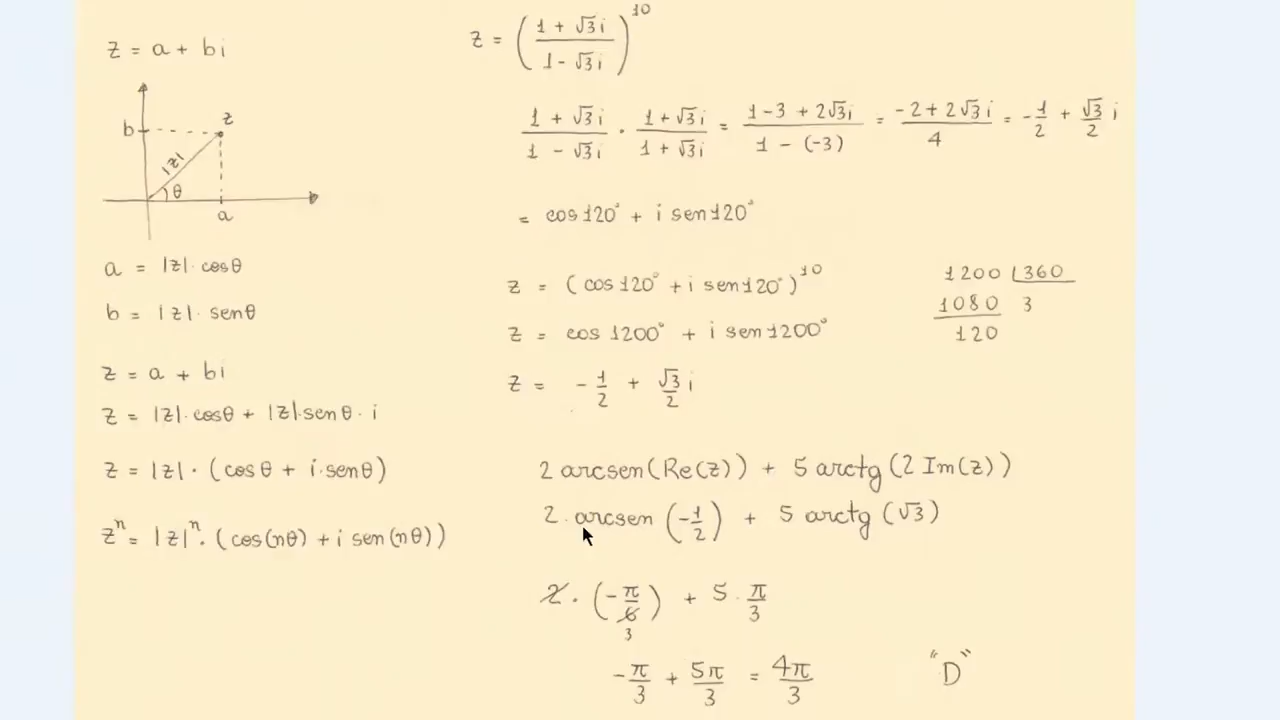 z = a + bi
b
z
|z|
θ
a
a = |z|. cosθ
b = |z|. senθ
z = a + bi
z = |z|.cosθ + |z|.senθ.i
z = |z| . (cosθ + i.senθ)
zⁿ = |z|ⁿ. (cos(nθ) + i sen(nθ))
z = ((1 + √3i)/(1 - √3i))¹⁰
(1 + √3i)/(1 - √3i) . (1 + √3i)/(1 + √3i) = (1-3 + 2√3i)/(1 - (-3)) = (-2 + 2√3i)/4 = -1/2 + √3/2 i
= cos120° + i sen120°
z = (cos120° + i sen120°)¹⁰
z = cos 1200° + i sen1200°
z = -1/2 + √3/2 i
1200 360
1080 3
120
2 arcsen(Re(z)) + 5 arctg(2 Im(z))
2. arcsen (-1/2) + 5 arctg(√3)
2. (-π/6) + 5. π/3
3
-π/3 + 5π/3 = 4π/3 "D"